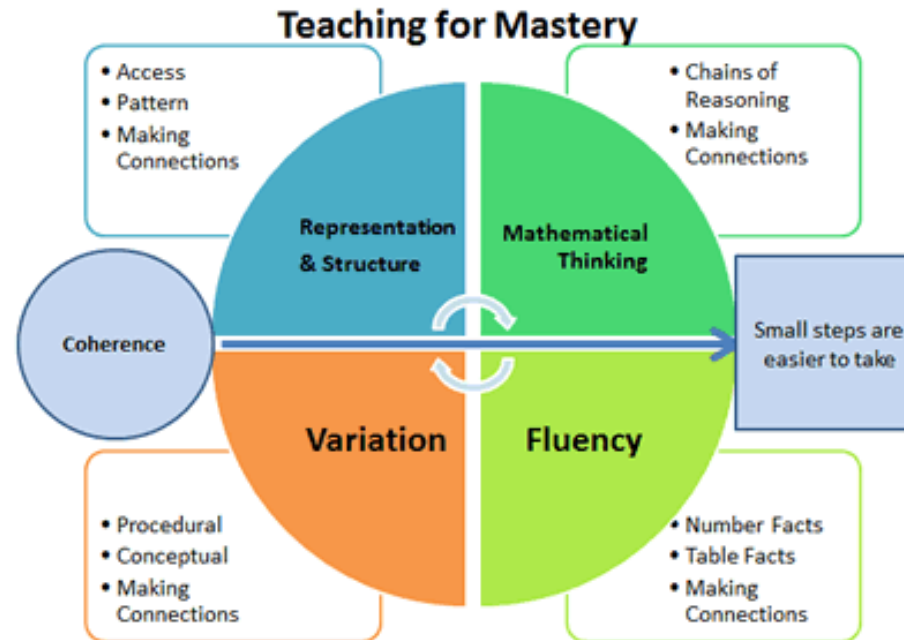 Teaching for Mastery
• Access
• Pattern
• Making
Connections
• Chains of
Reasoning
• Making
Connections
Representation
& Structure
Mathematical
Thinking
Coherence
Small steps are
easier to take
Variation
Fluency
• Procedural
• Conceptual
• Making
Connections
• Number Facts
• Table Facts
• Making
Connections